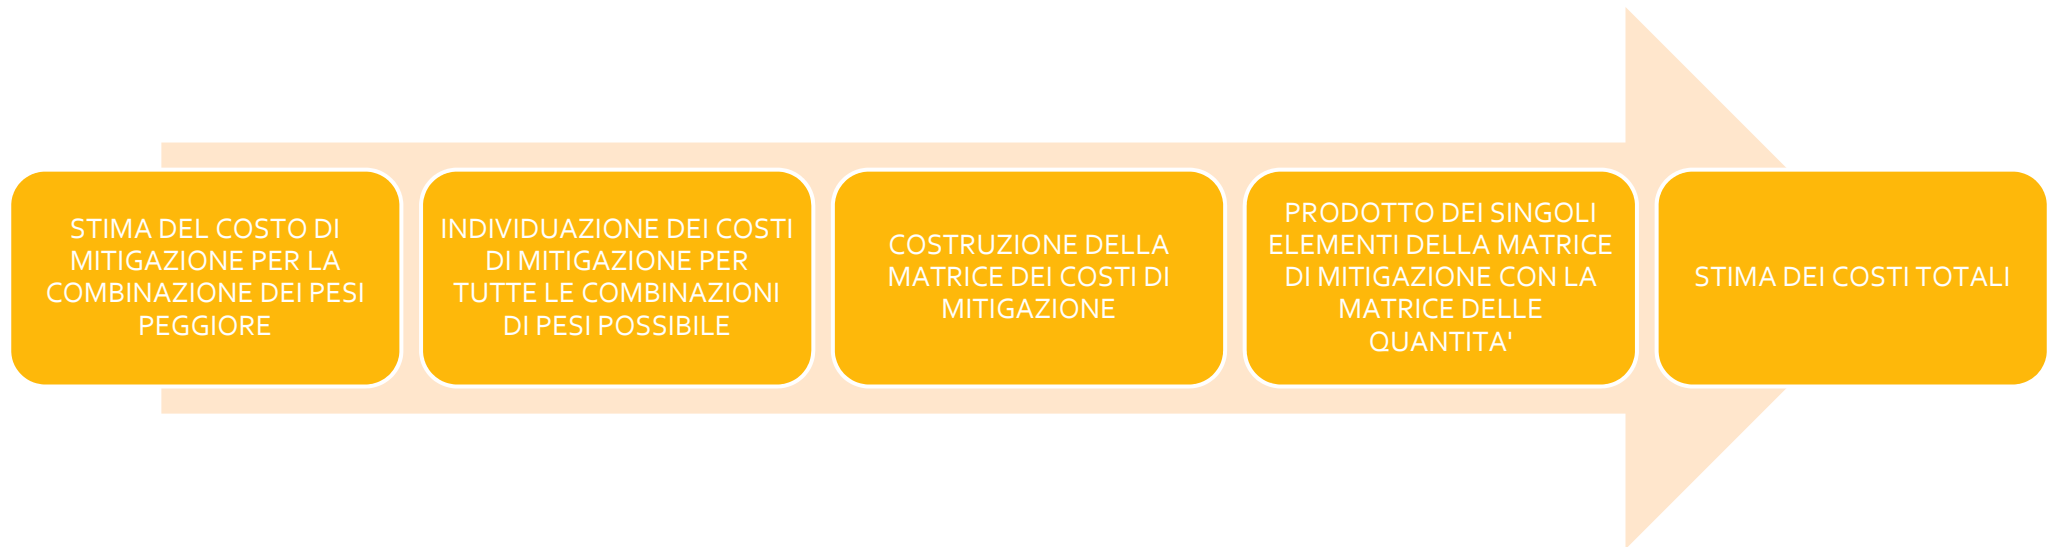 STIMA DEL COSTO DI
MITIGAZIONE PER LA
COMBINAZIONE DEI PESI
PEGGIORE
INDIVIDUAZIONE DEI COSTI
DI MITIGAZIONE PER
TUTTE LE COMBINAZIONI
DI PESI POSSIBILE
COSTRUZIONE DELLA
MATRICE DEI COSTI DI
MITIGAZIONE
PRODOTTO DEI SINGOLI
ELEMENTI DELLA MATRICE
DI MITIGAZIONE CON LA
MATRICE DELLE
QUANTITA'
STIMA DEI COSTI TOTALI